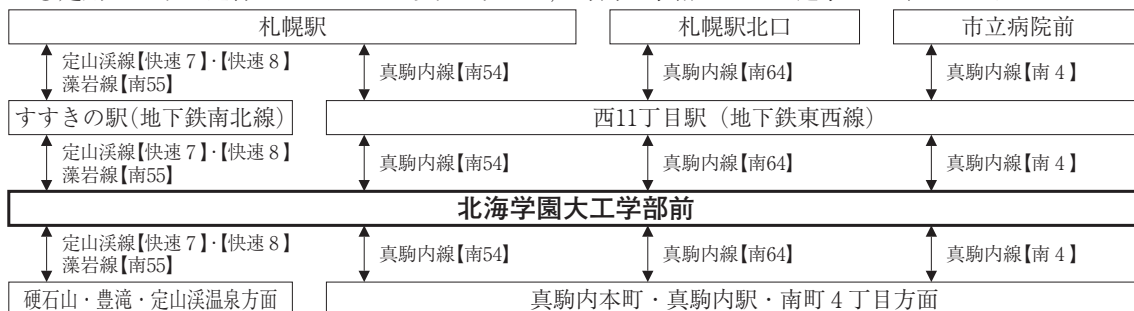 札幌駅
札幌駅北口
市立病院前
定山渓線【快速7】・【快速8】
藻岩線【南55】
真駒内線【南54】
真駒内線【南64】
真駒内線【南4】
すすきの駅(地下鉄南北線)
西11丁目駅(地下鉄東西線)
定山渓線【快速7】・【快速8】
藻岩線【南55】
真駒内線【南54】
真駒内線【南64】
真駒内線【南4】
北海学園大工学部前
定山渓線【快速7】・【快速8】
藻岩線【南55】
真駒内線【南54】
真駒内線【南64】
真駒内線【南4】
硬石山・豊滝・定山渓温泉方面
真駒内本町・真駒内駅・南町4丁目方面